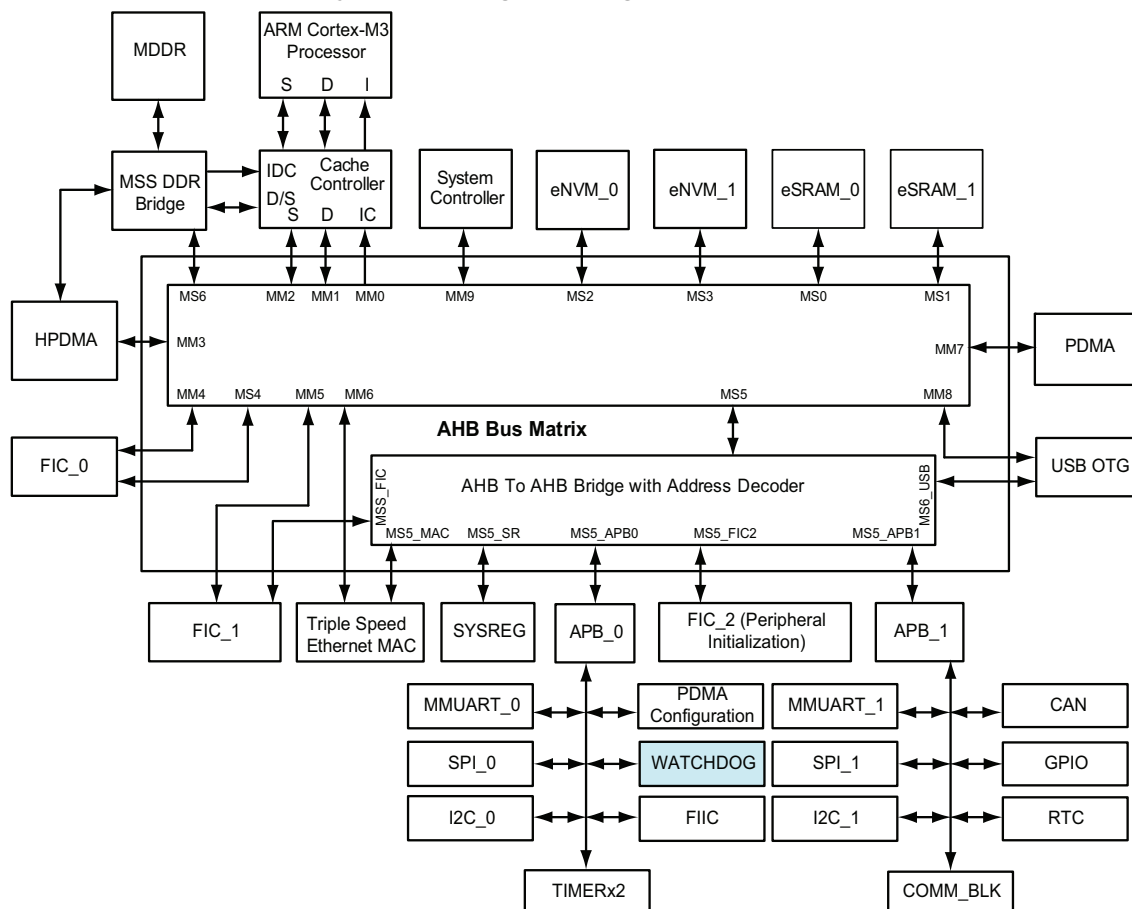 MDDR
ARM Cortex-M3
Processor
S D I
MSS DDR
Bridge
IDC
D/S
Cache
Controller
S D IC
System
Controller
eNVM_0
eNVM_1
eSRAM_0
eSRAM_1
MS6 MM2 MM1 MM0 MM9 MS2 MS3 MS0 MS1
HPDMA
MM3
MM7
PDMA
MM4 MS4 MM5 MM6 MS5 MM8
AHB Bus Matrix
FIC_0
USB OTG
MSS_FIC
AHB To AHB Bridge with Address Decoder
MS6_USB
MS5_MAC MS5_SR MS5_APB0 MS5_FIC2 MS5_APB1
FIC_1
Triple Speed
Ethernet MAC
SYSREG
APB_0
FIC_2 (Peripheral
Initialization)
APB_1
MMUART_0
PDMA
Configuration
MMUART_1
CAN
SPI_0
WATCHDOG
SPI_1
GPIO
I2C_0
FIIC
I2C_1
RTC
TIMERx2
COMM_BLK